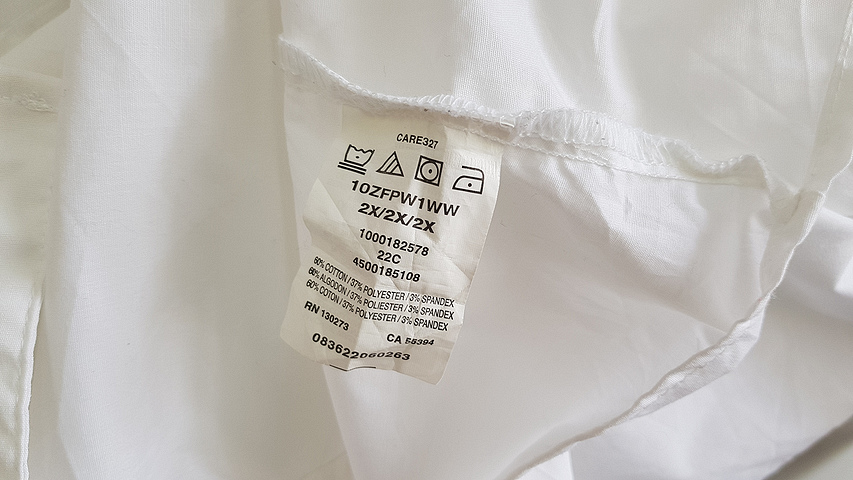 CARE327
10ZFPW1WW
2X/2X/2X
1000182578
22C
4500185108
60% COTTON / 37% POLYESTER / 3% SPANDEX
60% ALGODON / 37% POLIESTER / 3% SPANDEX
60% COTON / 37% POLYESTER / 3% SPANDEX
RN 130273 CA 55394
083622060263